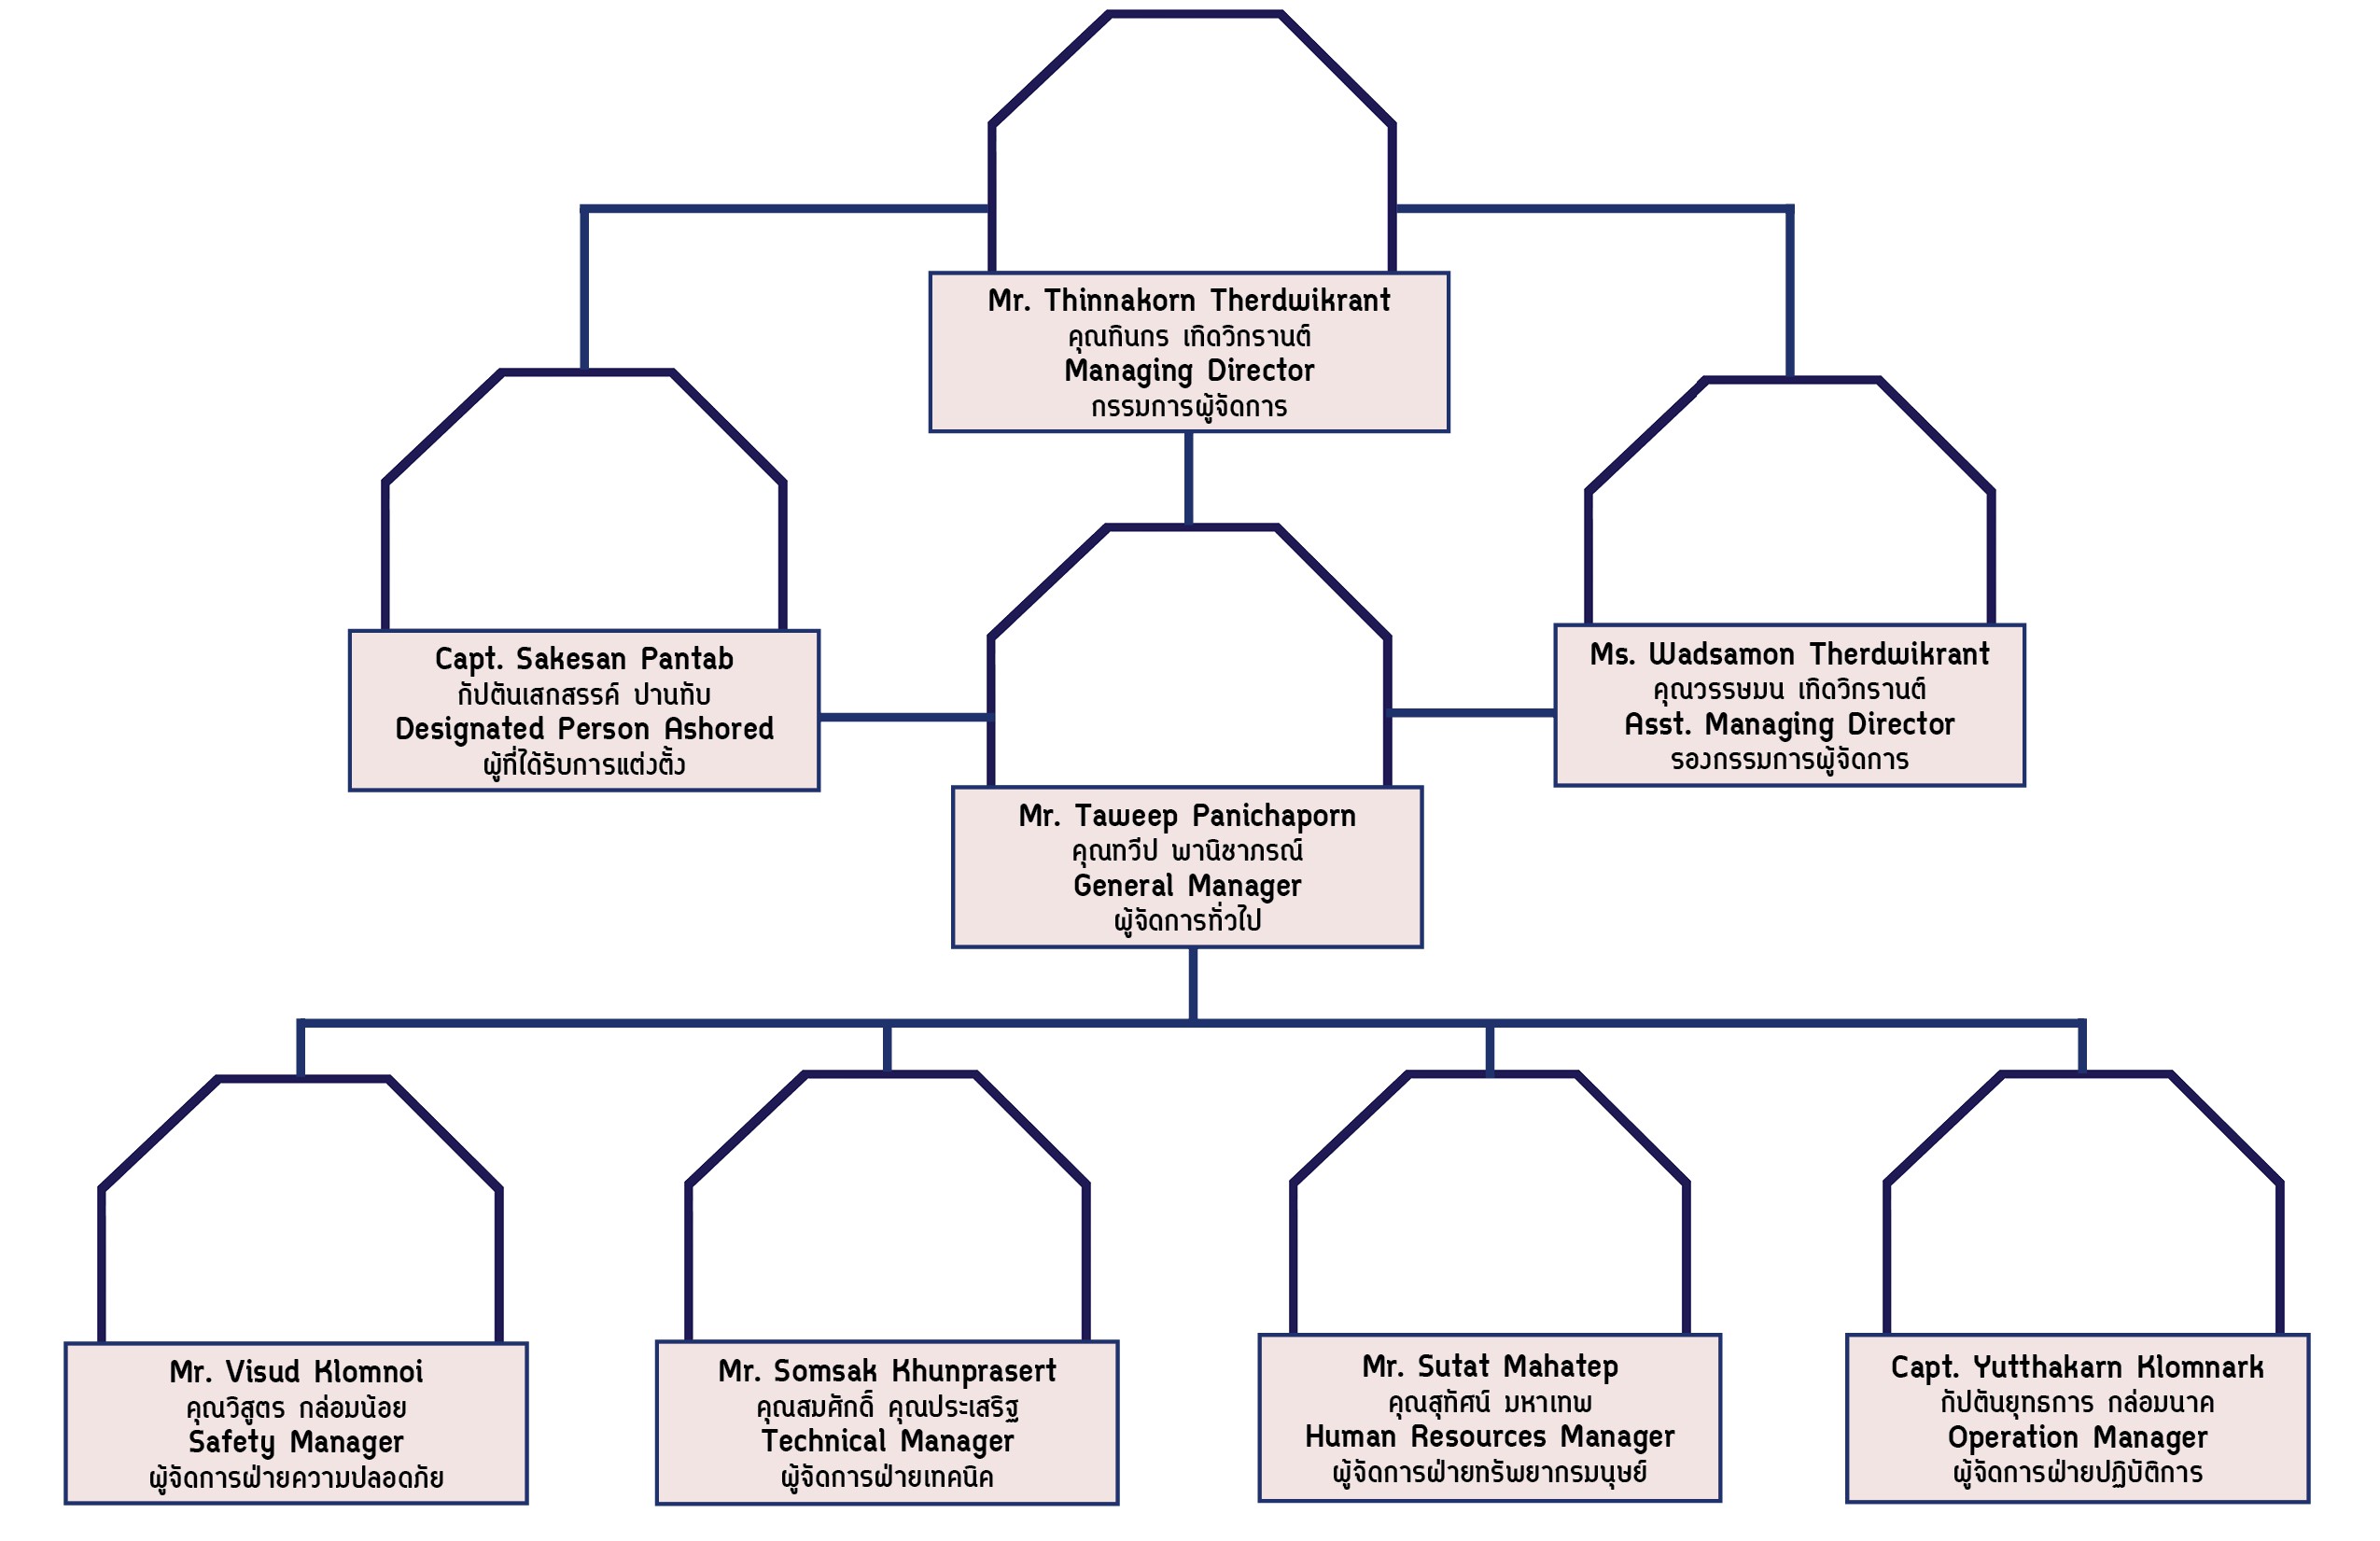 Mr. Thinnakorn Therdwikrant
คุณทินกร เทิดวิกรานต์
Managing Director
กรรมการผู้จัดการ
Capt. Sakesan Pantab
กัปตันเสกสรรค์ ปานทับ
Designated Person Ashored
ผู้ที่ได้รับการแต่งตั้ง
Ms. Wadsamon Therdwikrant
คุณวรรษมน เทิดวิกรานต์
Asst. Managing Director
รองกรรมการผู้จัดการ
Mr. Taweep Panichaporn
คุณทวีป พานิชาภรณ์
General Manager
ผู้จัดการทั่วไป
Mr. Visud Klomnoi
คุณวิสูตร กล่อมน้อย
Safety Manager
ผู้จัดการฝ่ายความปลอดภัย
Mr. Somsak Khunprasert
คุณสมศักดิ์ คุณประเสริฐ
Technical Manager
ผู้จัดการฝ่ายเทคนิค
Mr. Sutat Mahatep
คุณสุทัศน์ มหาเทพ
Human Resources Manager
ผู้จัดการฝ่ายทรัพยากรมนุษย์
Capt. Yutthakarn Klomnark
กัปตันยุทธการ กล่อมนาค
Operation Manager
ผู้จัดการฝ่ายปฏิบัติการ